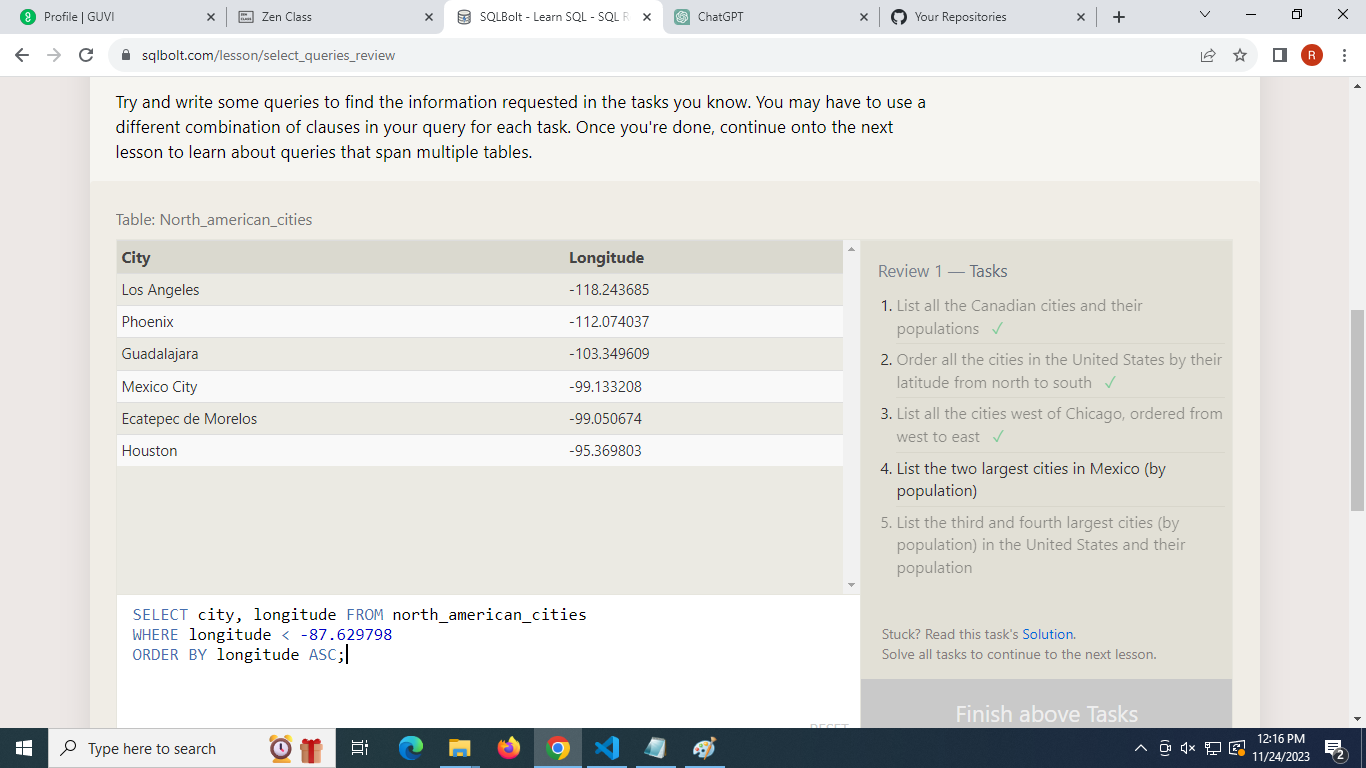 Profile | GUVI
Zen Class
SQLBolt - Learn SQL - SQL R
ChatGPT
Your Repositories
sqlbolt.com/lesson/select_queries_review
R
Try and write some queries to find the information requested in the tasks you know. You may have to use a
different combination of clauses in your query for each task. Once you're done, continue onto the next
lesson to learn about queries that span multiple tables.
Table: North_american_cities
City Longitude
Los Angeles -118.243685
Phoenix -112.074037
Guadalajara -103.349609
Mexico City -99.133208
Ecatepec de Morelos -99.050674
Houston -95.369803
SELECT city, longitude FROM north_american_cities
WHERE longitude < -87.629798
ORDER BY longitude ASC;
RESET
Review 1 — Tasks
1. List all the Canadian cities and their
populations ✓
2. Order all the cities in the United States by their
latitude from north to south ✓
3. List all the cities west of Chicago, ordered from
west to east ✓
4. List the two largest cities in Mexico (by
population)
5. List the third and fourth largest cities (by
population) in the United States and their
population
Stuck? Read this task's Solution.
Solve all tasks to continue to the next lesson.
Finish above Tasks
Type here to search
12:16 PM
11/24/2023
2